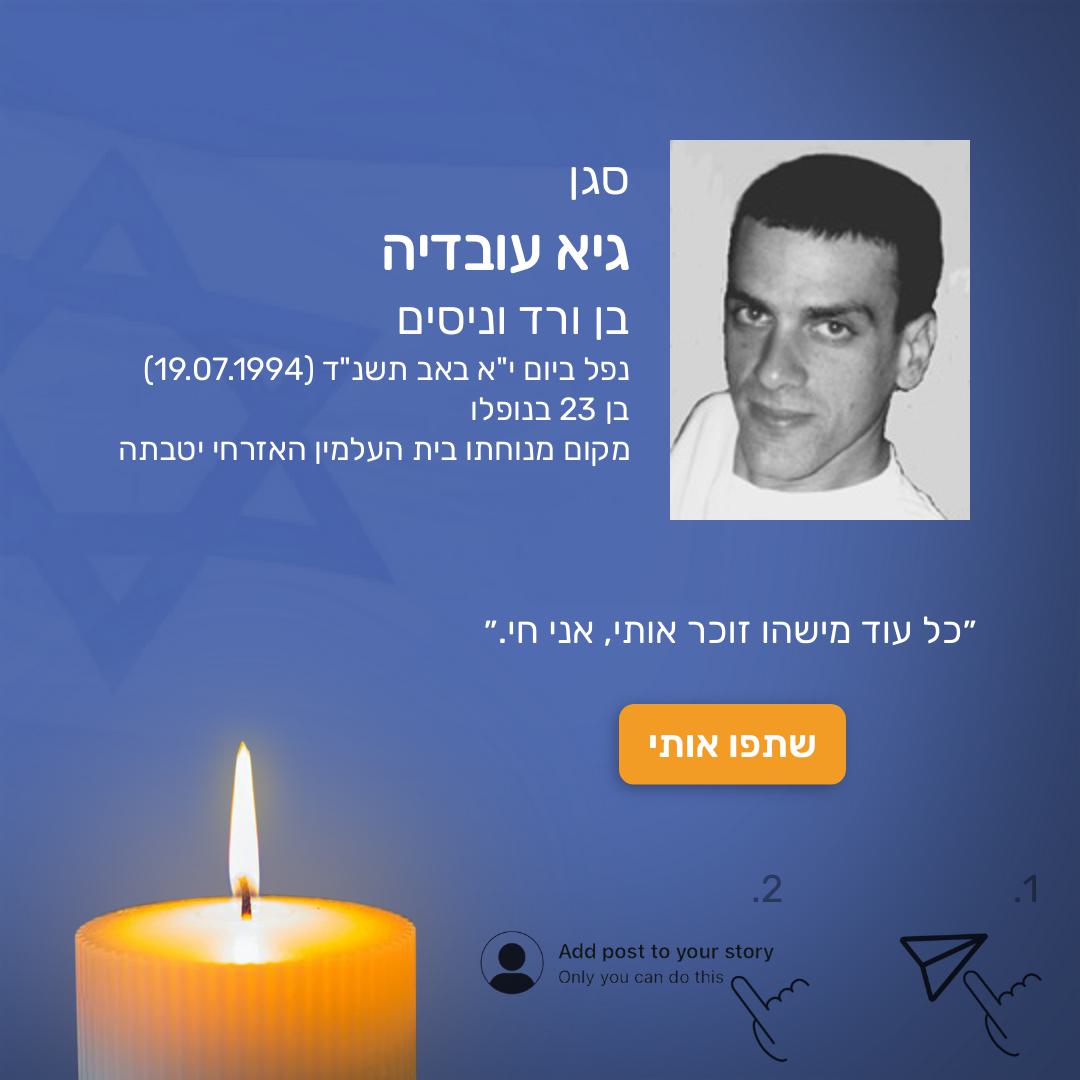 סגן
גיא עובדיה
בן ורד וניסים
נפל ביום י"א באב תשנ"ד (19.07.1994)
בן 23 בנופלו
מקום מנוחתו בית העלמין האזרחי יטבתה
״כל עוד מישהו זוכר אותי, אני חי.״
שתפו אותי
1.
2.
Add post to your story
Only you can do this